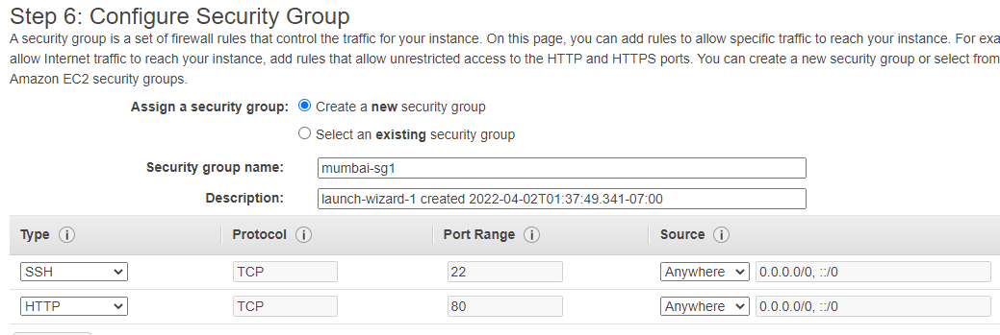 Step 6: Configure Security Group
A security group is a set of firewall rules that control the traffic for your instance. On this page, you can add rules to allow specific traffic to reach your instance. For exa
allow Internet traffic to reach your instance, add rules that allow unrestricted access to the HTTP and HTTPS ports. You can create a new security group or select from
Amazon EC2 security groups.
Assign a security group: Create a new security group
Select an existing security group
Security group name: mumbai-sg1
Description: launch-wizard-1 created 2022-04-02T01:37:49.341-07:00
Type i Protocol i Port Range i Source i
SSH TCP 22 Anywhere 0.0.0.0/0, ::/0
HTTP TCP 80 Anywhere 0.0.0.0/0, ::/0